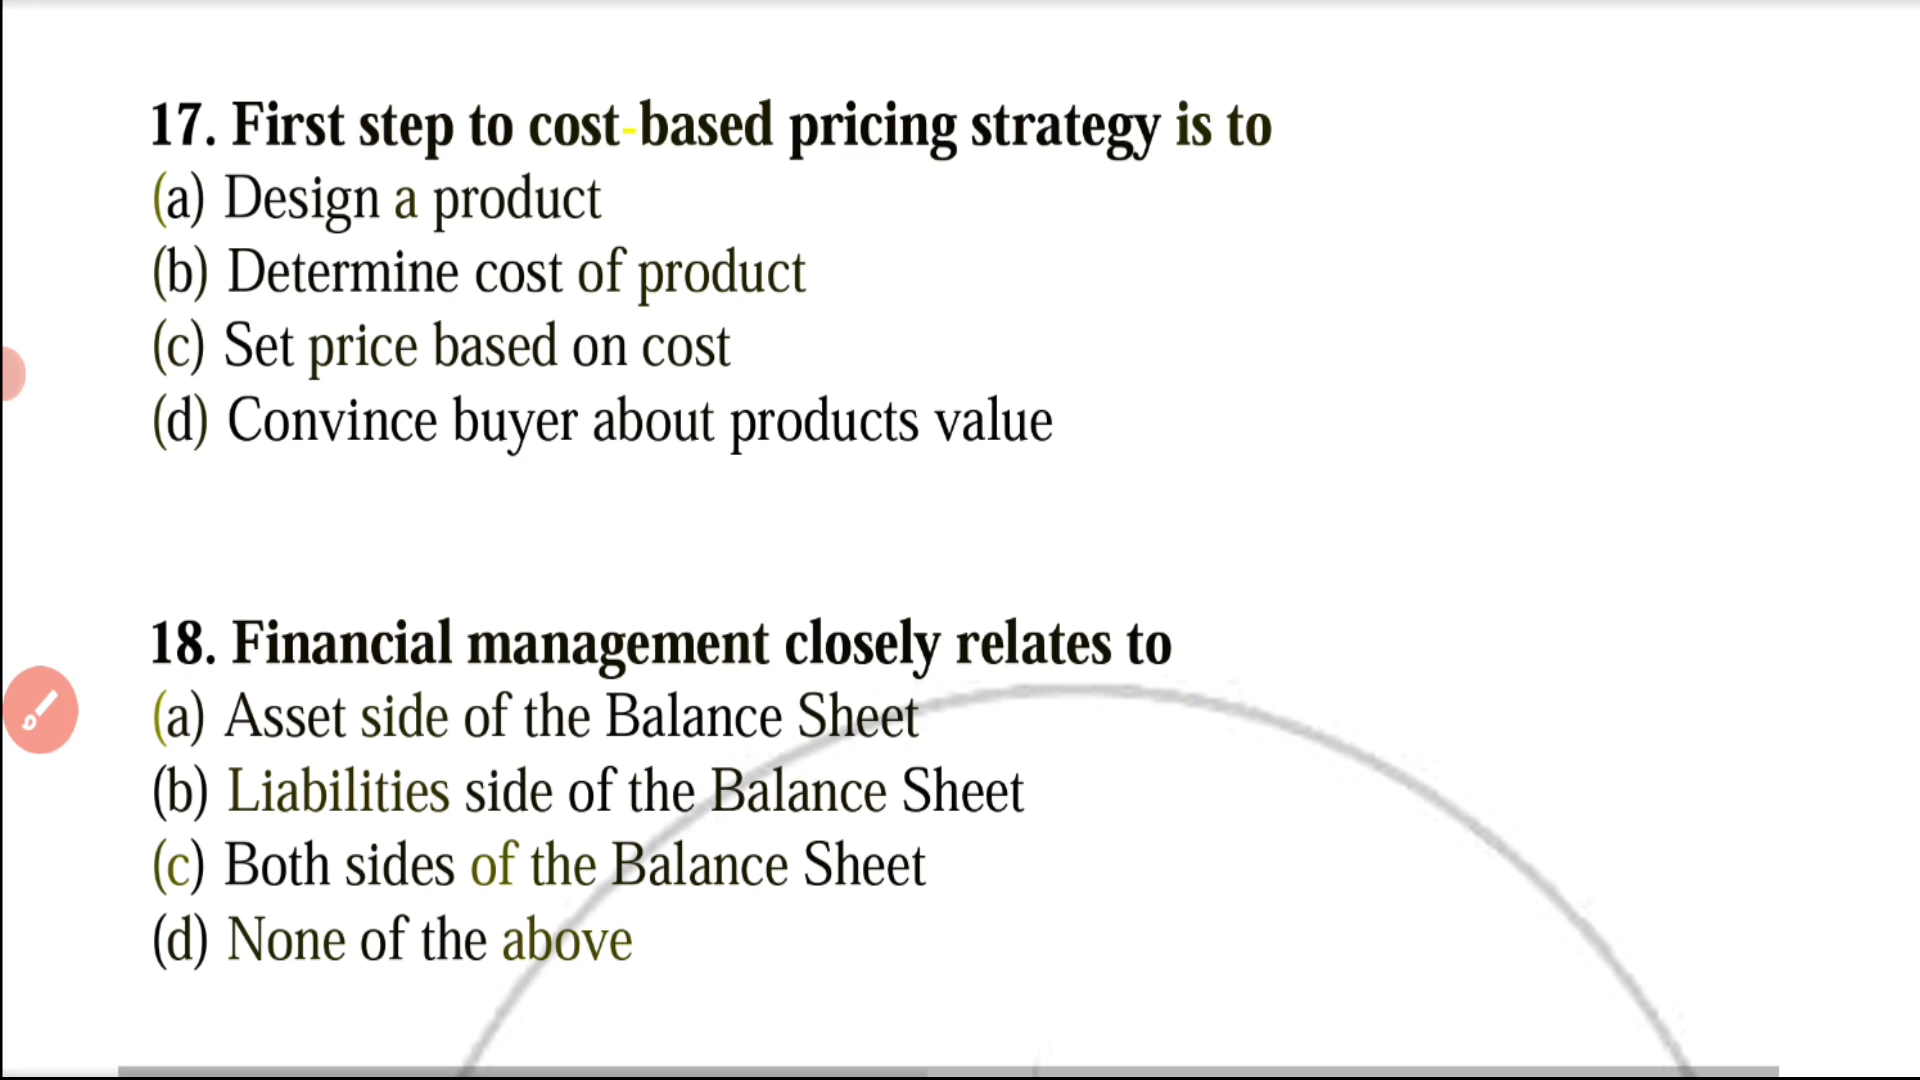 17. First step to cost-based pricing strategy is to
(a) Design a product
(b) Determine cost of product
(c) Set price based on cost
(d) Convince buyer about products value
18. Financial management closely relates to
(a) Asset side of the Balance Sheet
(b) Liabilities side of the Balance Sheet
(c) Both sides of the Balance Sheet
(d) None of the above